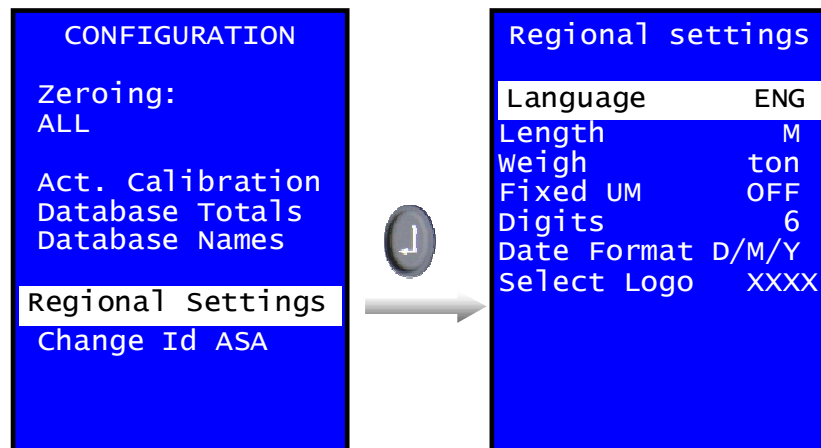 CONFIGURATION
Zeroing:
ALL
Act. Calibration
Database Totals
Database Names
Regional Settings
Change Id ASA
Regional settings
Language ENG
Length M
Weigh ton
Fixed UM OFF
Digits 6
Date Format D/M/Y
Select Logo XXXX